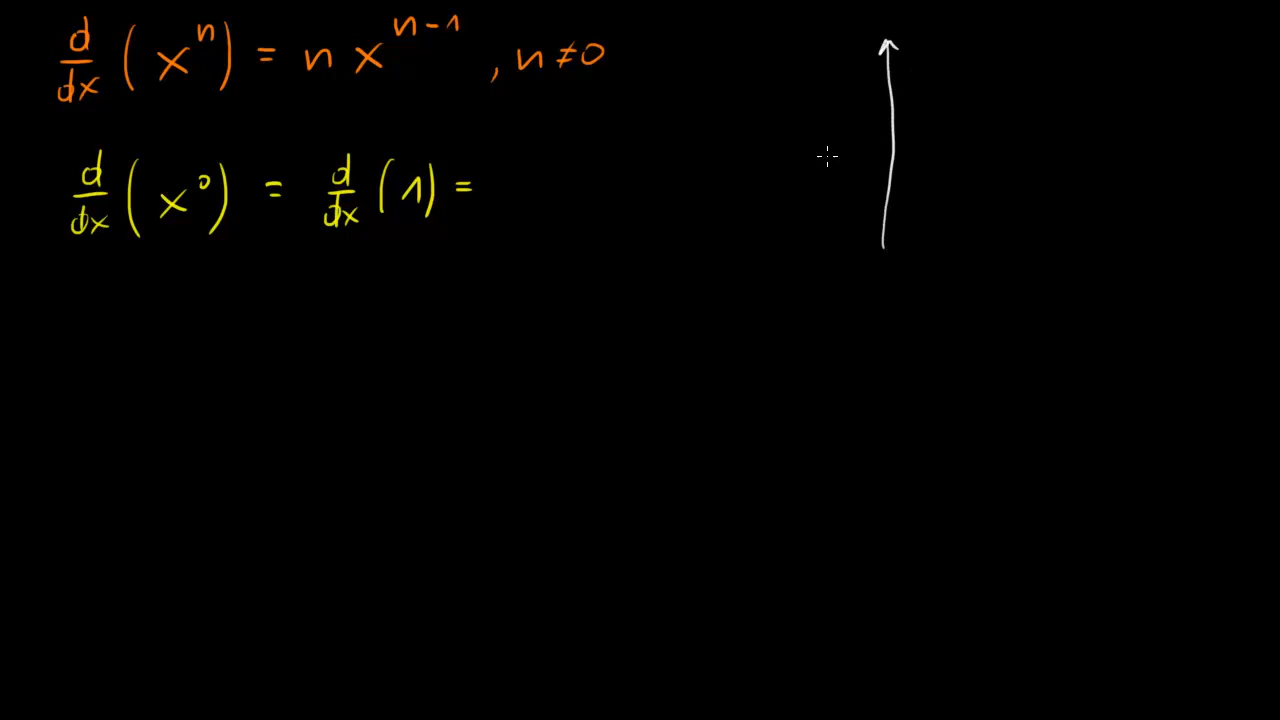 d/dx (x^n) = n x^(n-1) , n ≠ 0
d/dx (x^0) = d/dx (1) =